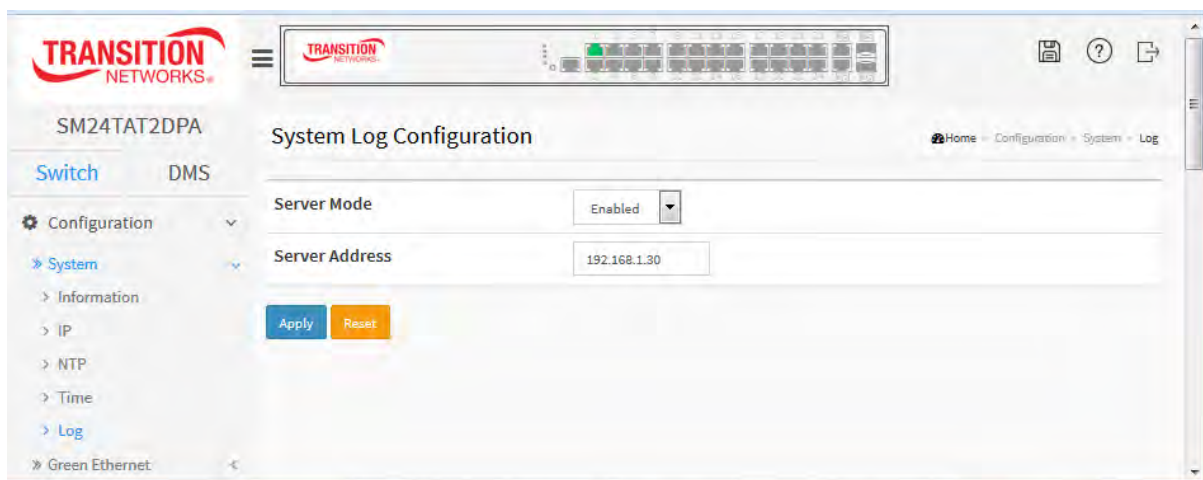 TRANSITION
NETWORKS®
TRANSITION
NETWORKS
SM24TAT2DPA
Switch DMS
Configuration
» System
> Information
> IP
> NTP
> Time
> Log
» Green Ethernet
System Log Configuration
Home - Configuration - System - Log
Server Mode Enabled
Server Address 192.168.1.30
Apply Reset